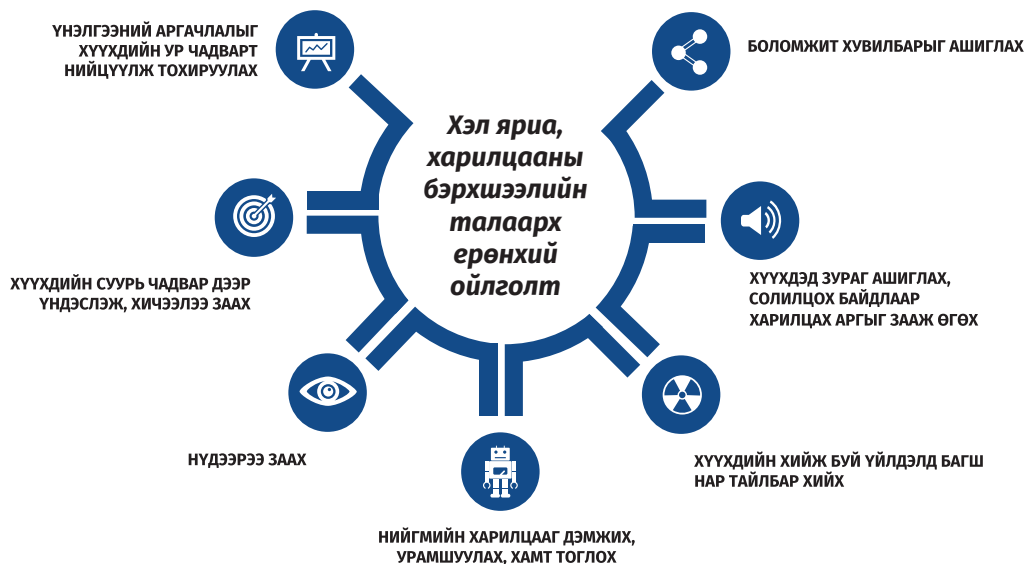 ҮНЭЛГЭЭНИЙ АРГАЧЛАЛЫГ
ХҮҮХДИЙН УР ЧАДВАРТ
НИЙЦҮҮЛЖ ТОХИРУУЛАХ
БОЛОМЖИТ ХУВИЛБАРЫГ АШИГЛАХ
Хэл яриа,
харилцааны
бэрхшээлийн
талаарх
ерөнхий
ойлголт
ХҮҮХДИЙН СУУРЬ ЧАДВАР ДЭЭР
ҮНДЭСЛЭЖ, ХИЧЭЭЛЭЭ ЗААХ
ХҮҮХДЭД ЗУРАГ АШИГЛАХ,
СОЛИЛЦОХ БАЙДЛААР
ХАРИЛЦАХ АРГЫГ ЗААЖ ӨГӨХ
НҮДЭЭРЭЭ ЗААХ
ХҮҮХДИЙН ХИЙЖ БУЙ ҮЙЛДЭЛД БАГШ
НАР ТАЙЛБАР ХИЙХ
НИЙГМИЙН ХАРИЛЦААГ ДЭМЖИХ,
УРАМШУУЛАХ, ХАМТ ТОГЛОХ